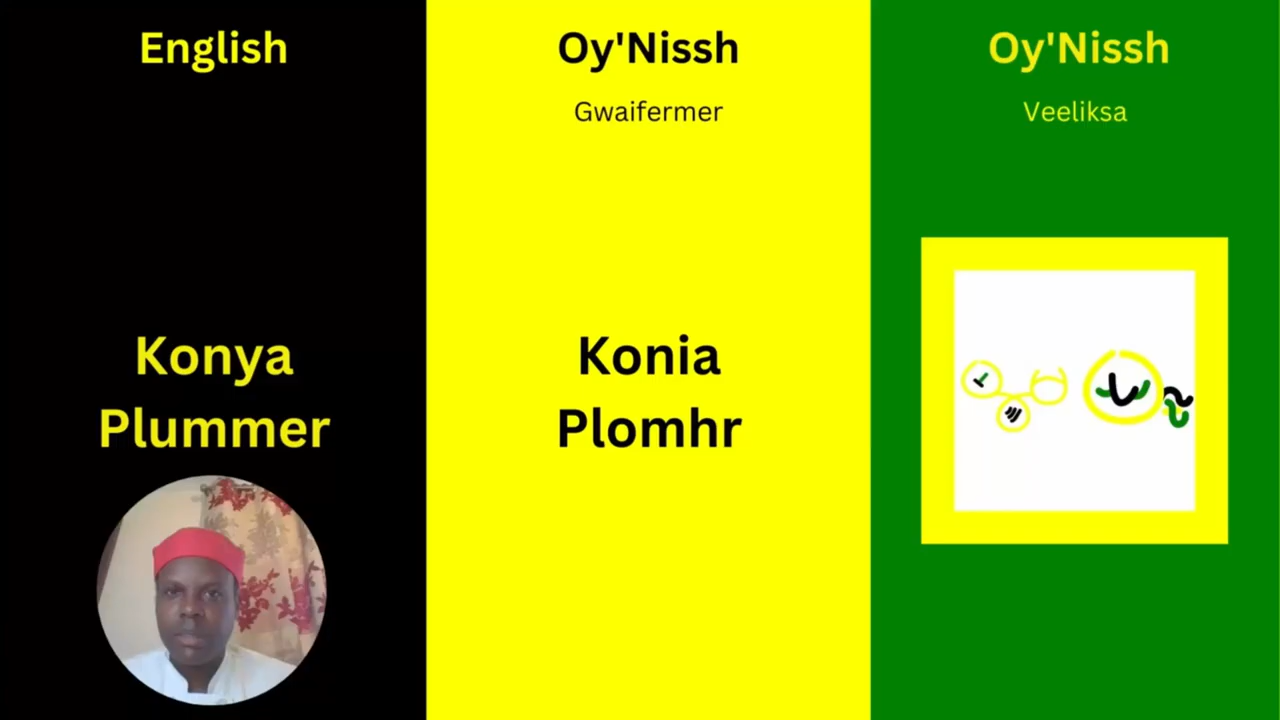 English
Oy'Nissh
Oy'Nissh
Gwaifermer
Veeliksa
Konya
Plummer
Konia
Plomhr